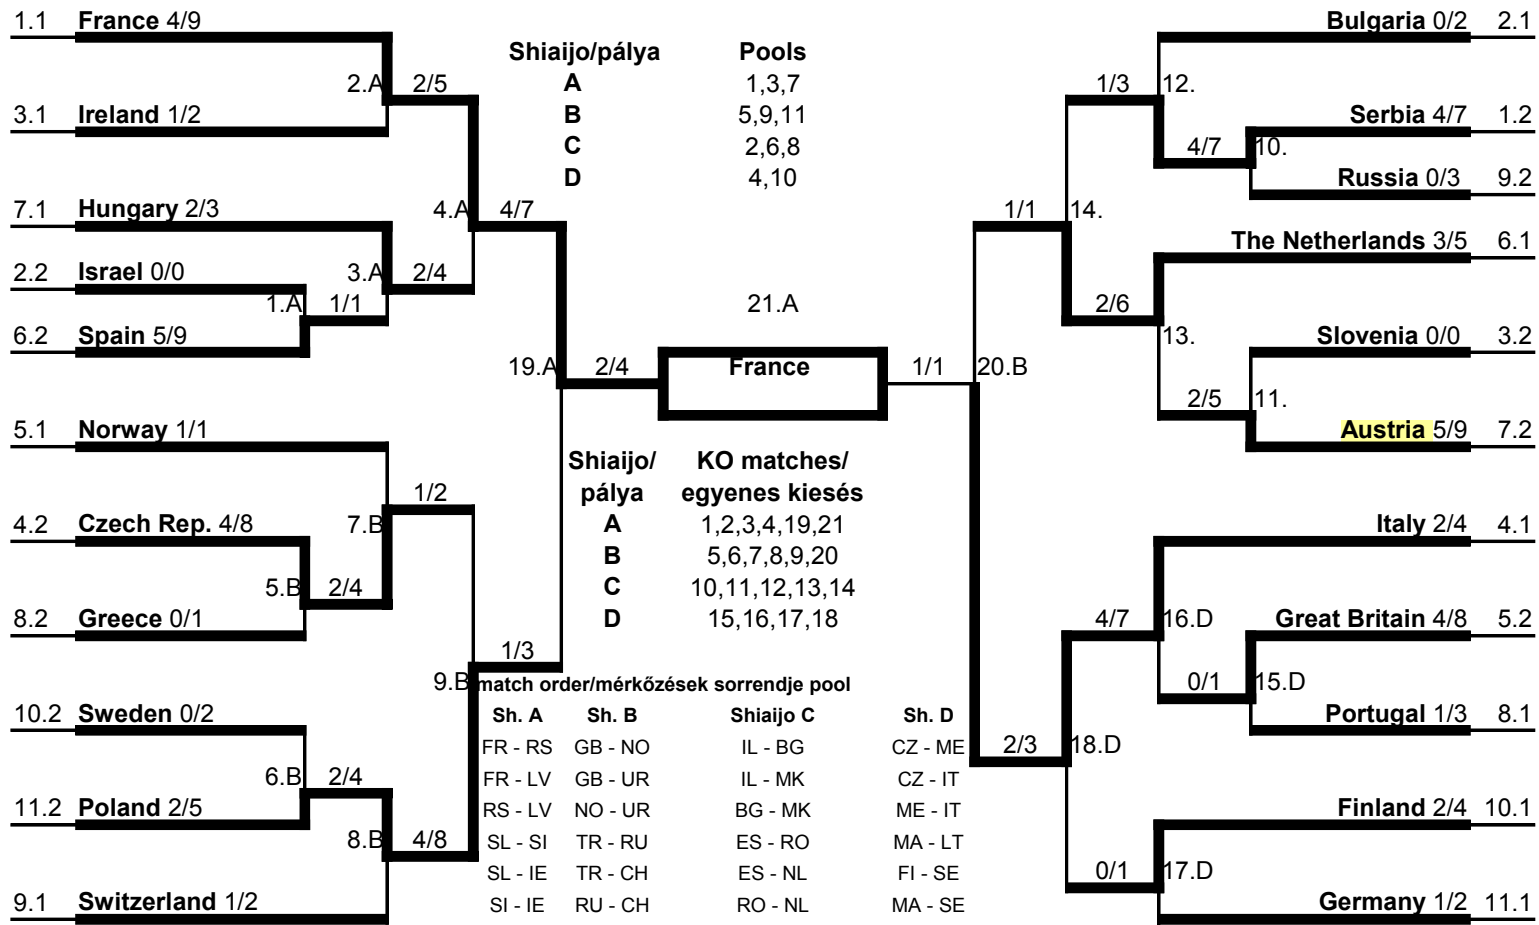 1.1 France 4/9 Bulgaria 0/2 2.1
Shiaijo/pálya Pools
2.A 2/5 A 1,3,7 1/3 12.
3.1 Ireland 1/2 B 5,9,11 Serbia 4/7 1.2
C 2,6,8 4/7 10.
D 4,10 Russia 0/3 9.2
7.1 Hungary 2/3 4.A 4/7 1/1 14.
The Netherlands 3/5 6.1
2.2 Israel 0/0 3.A 2/4
1.A 1/1 21.A 2/6
6.2 Spain 5/9 13. Slovenia 0/0 3.2
19.A 2/4 France 1/1 20.B
2/5 11.
5.1 Norway 1/1 Austria 5/9 7.2
Shiaijo/ KO matches/
pálya egyenes kiesés
1/2
4.2 Czech Rep. 4/8 7.B A 1,2,3,4,19,21 Italy 2/4 4.1
B 5,6,7,8,9,20
5.B 2/4 C 10,11,12,13,14
8.2 Greece 0/1 D 15,16,17,18 4/7 16.D Great Britain 4/8 5.2
1/3
9.B match order/mérkőzések sorrendje pool 0/1 15.D
10.2 Sweden 0/2 Sh. A Sh. B Shiaijo C Sh. D Portugal 1/3 8.1
FR - RS GB - NO IL - BG CZ - ME 2/3 18.D
6.B 2/4 FR - LV GB - UR IL - MK CZ - IT
11.2 Poland 2/5 RS - LV NO - UR BG - MK ME - IT Finland 2/4 10.1
8.B 4/8 SL - SI TR - RU ES - RO MA - LT
SL - IE TR - CH ES - NL FI - SE 0/1 17.D
9.1 Switzerland 1/2 SI - IE RU - CH RO - NL MA - SE Germany 1/2 11.1